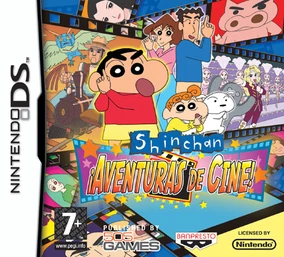 NINTENDO DS
Shinchan
¡AVENTURAS DE CINE!
7+
www.pegi.info
PUBLISHED BY
505
GAMES
BANPRESTO
LICENSED BY
Nintendo